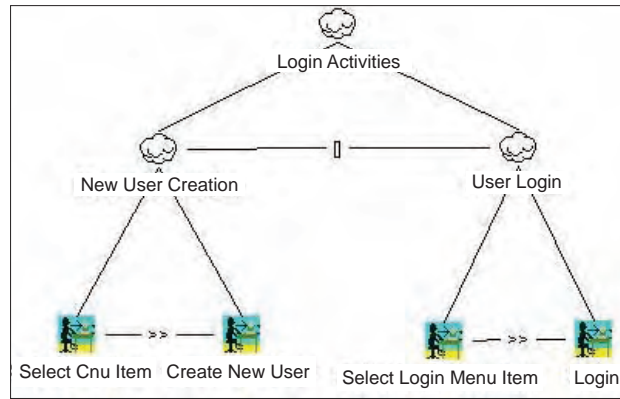 Login Activities
[]
New User Creation
User Login
>>
>>
Select Cnu Item
Create New User
Select Login Menu Item
Login